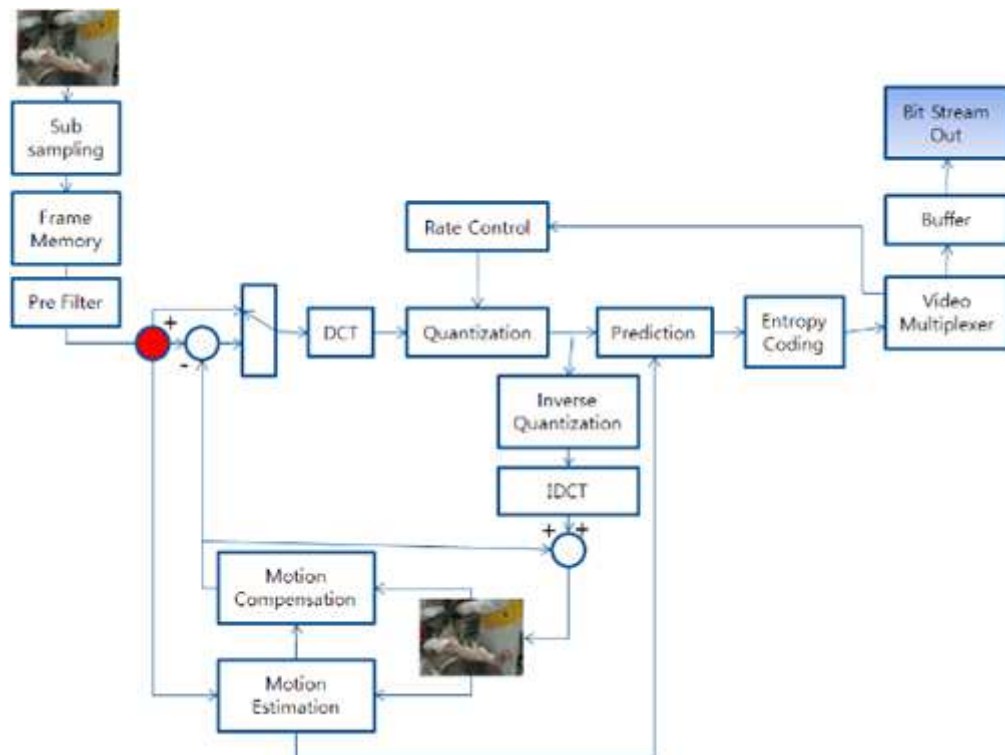 Sub
sampling
Frame
Memory
Pre Filter
+
-
DCT
Rate Control
Quantization
Prediction
Entropy
Coding
Bit Stream
Out
Buffer
Video
Multiplexer
Inverse
Quantization
IDCT
+ +
Motion
Compensation
Motion
Estimation